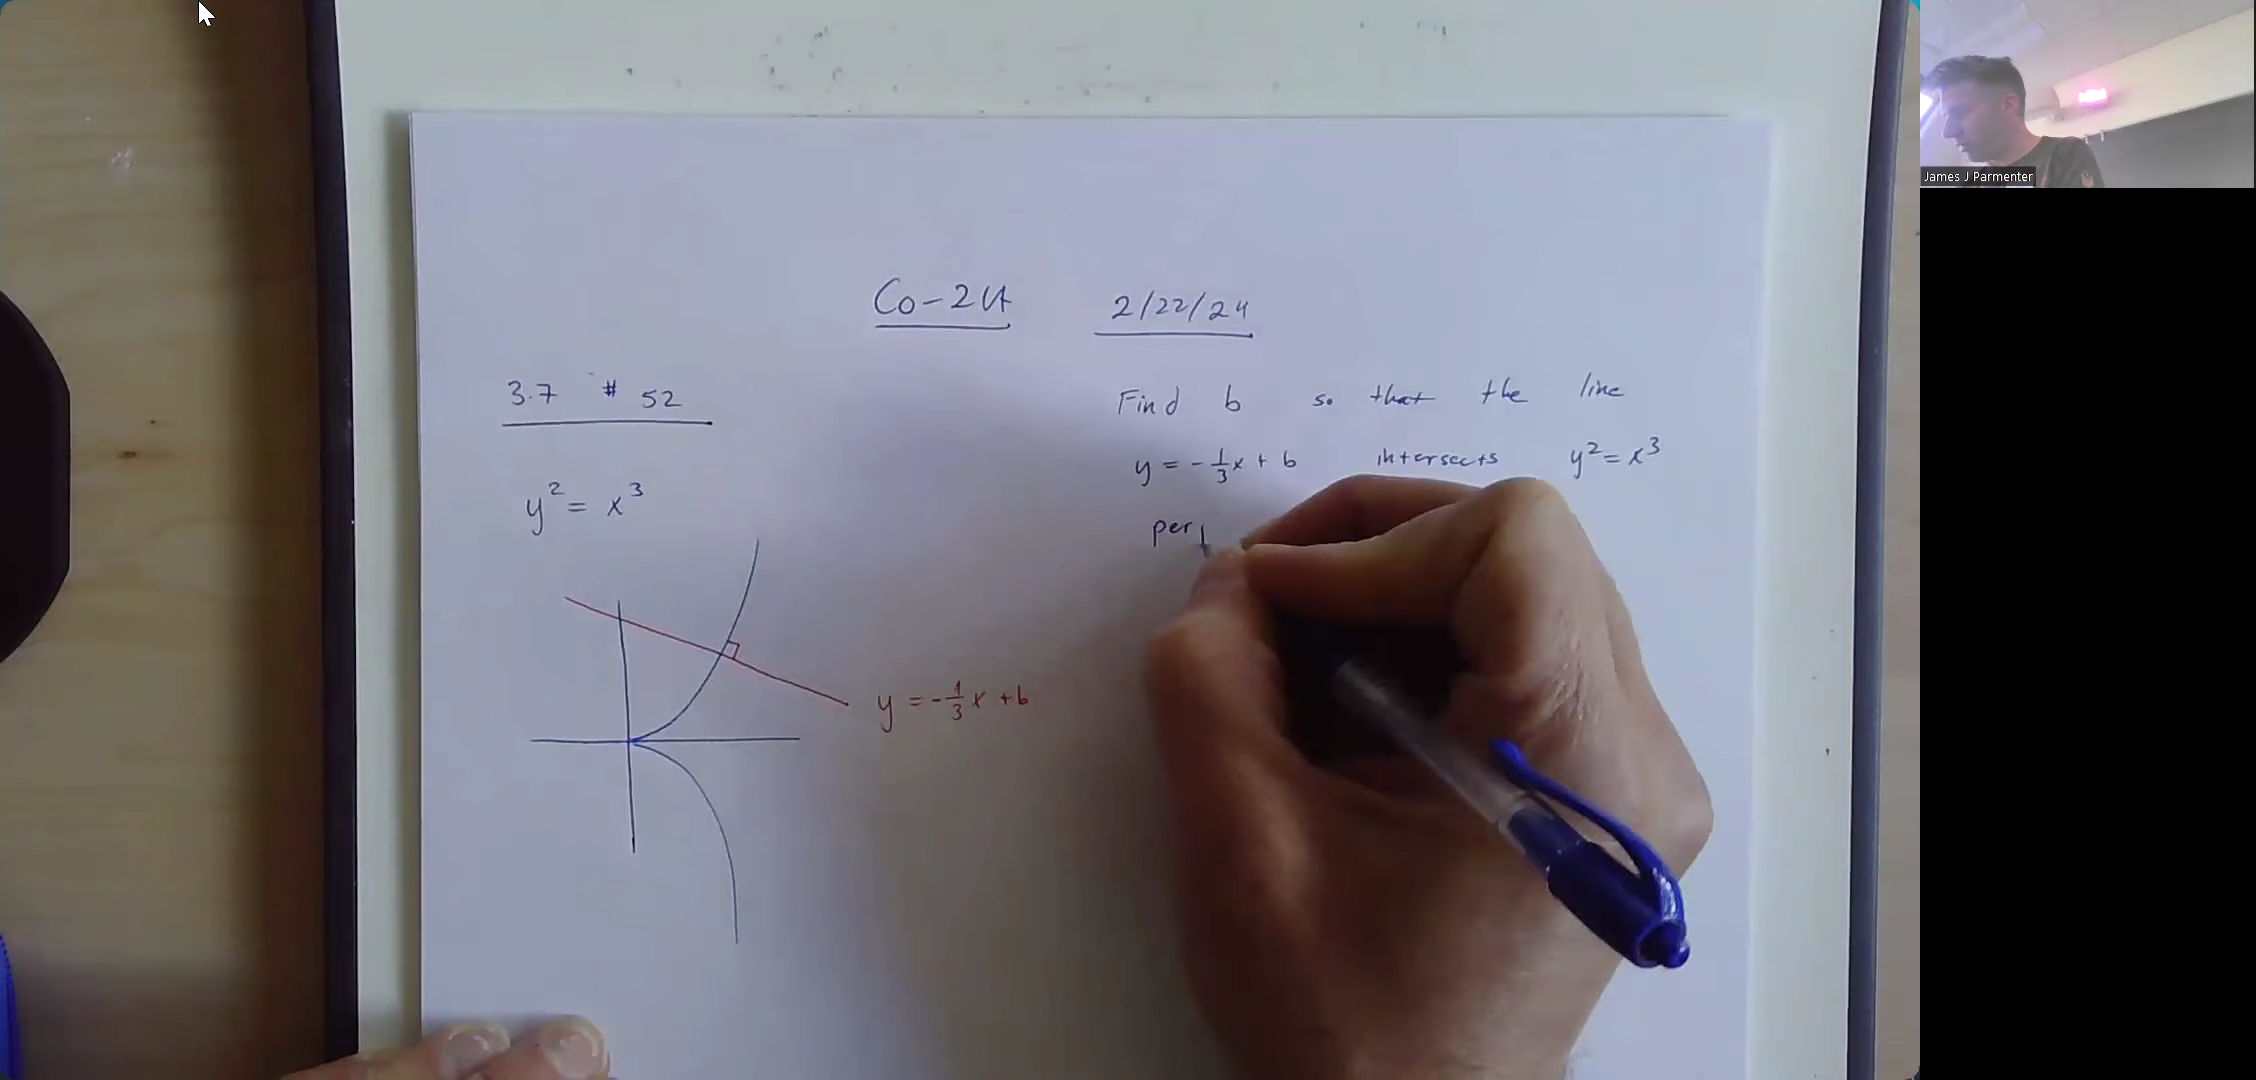 Co-24 2/22/24
3.7 # 52
y² = x³
y = -1/3x + b
Find b so that the line
y = -1/3x + b intersects y² = x³
per
James J Parmenter